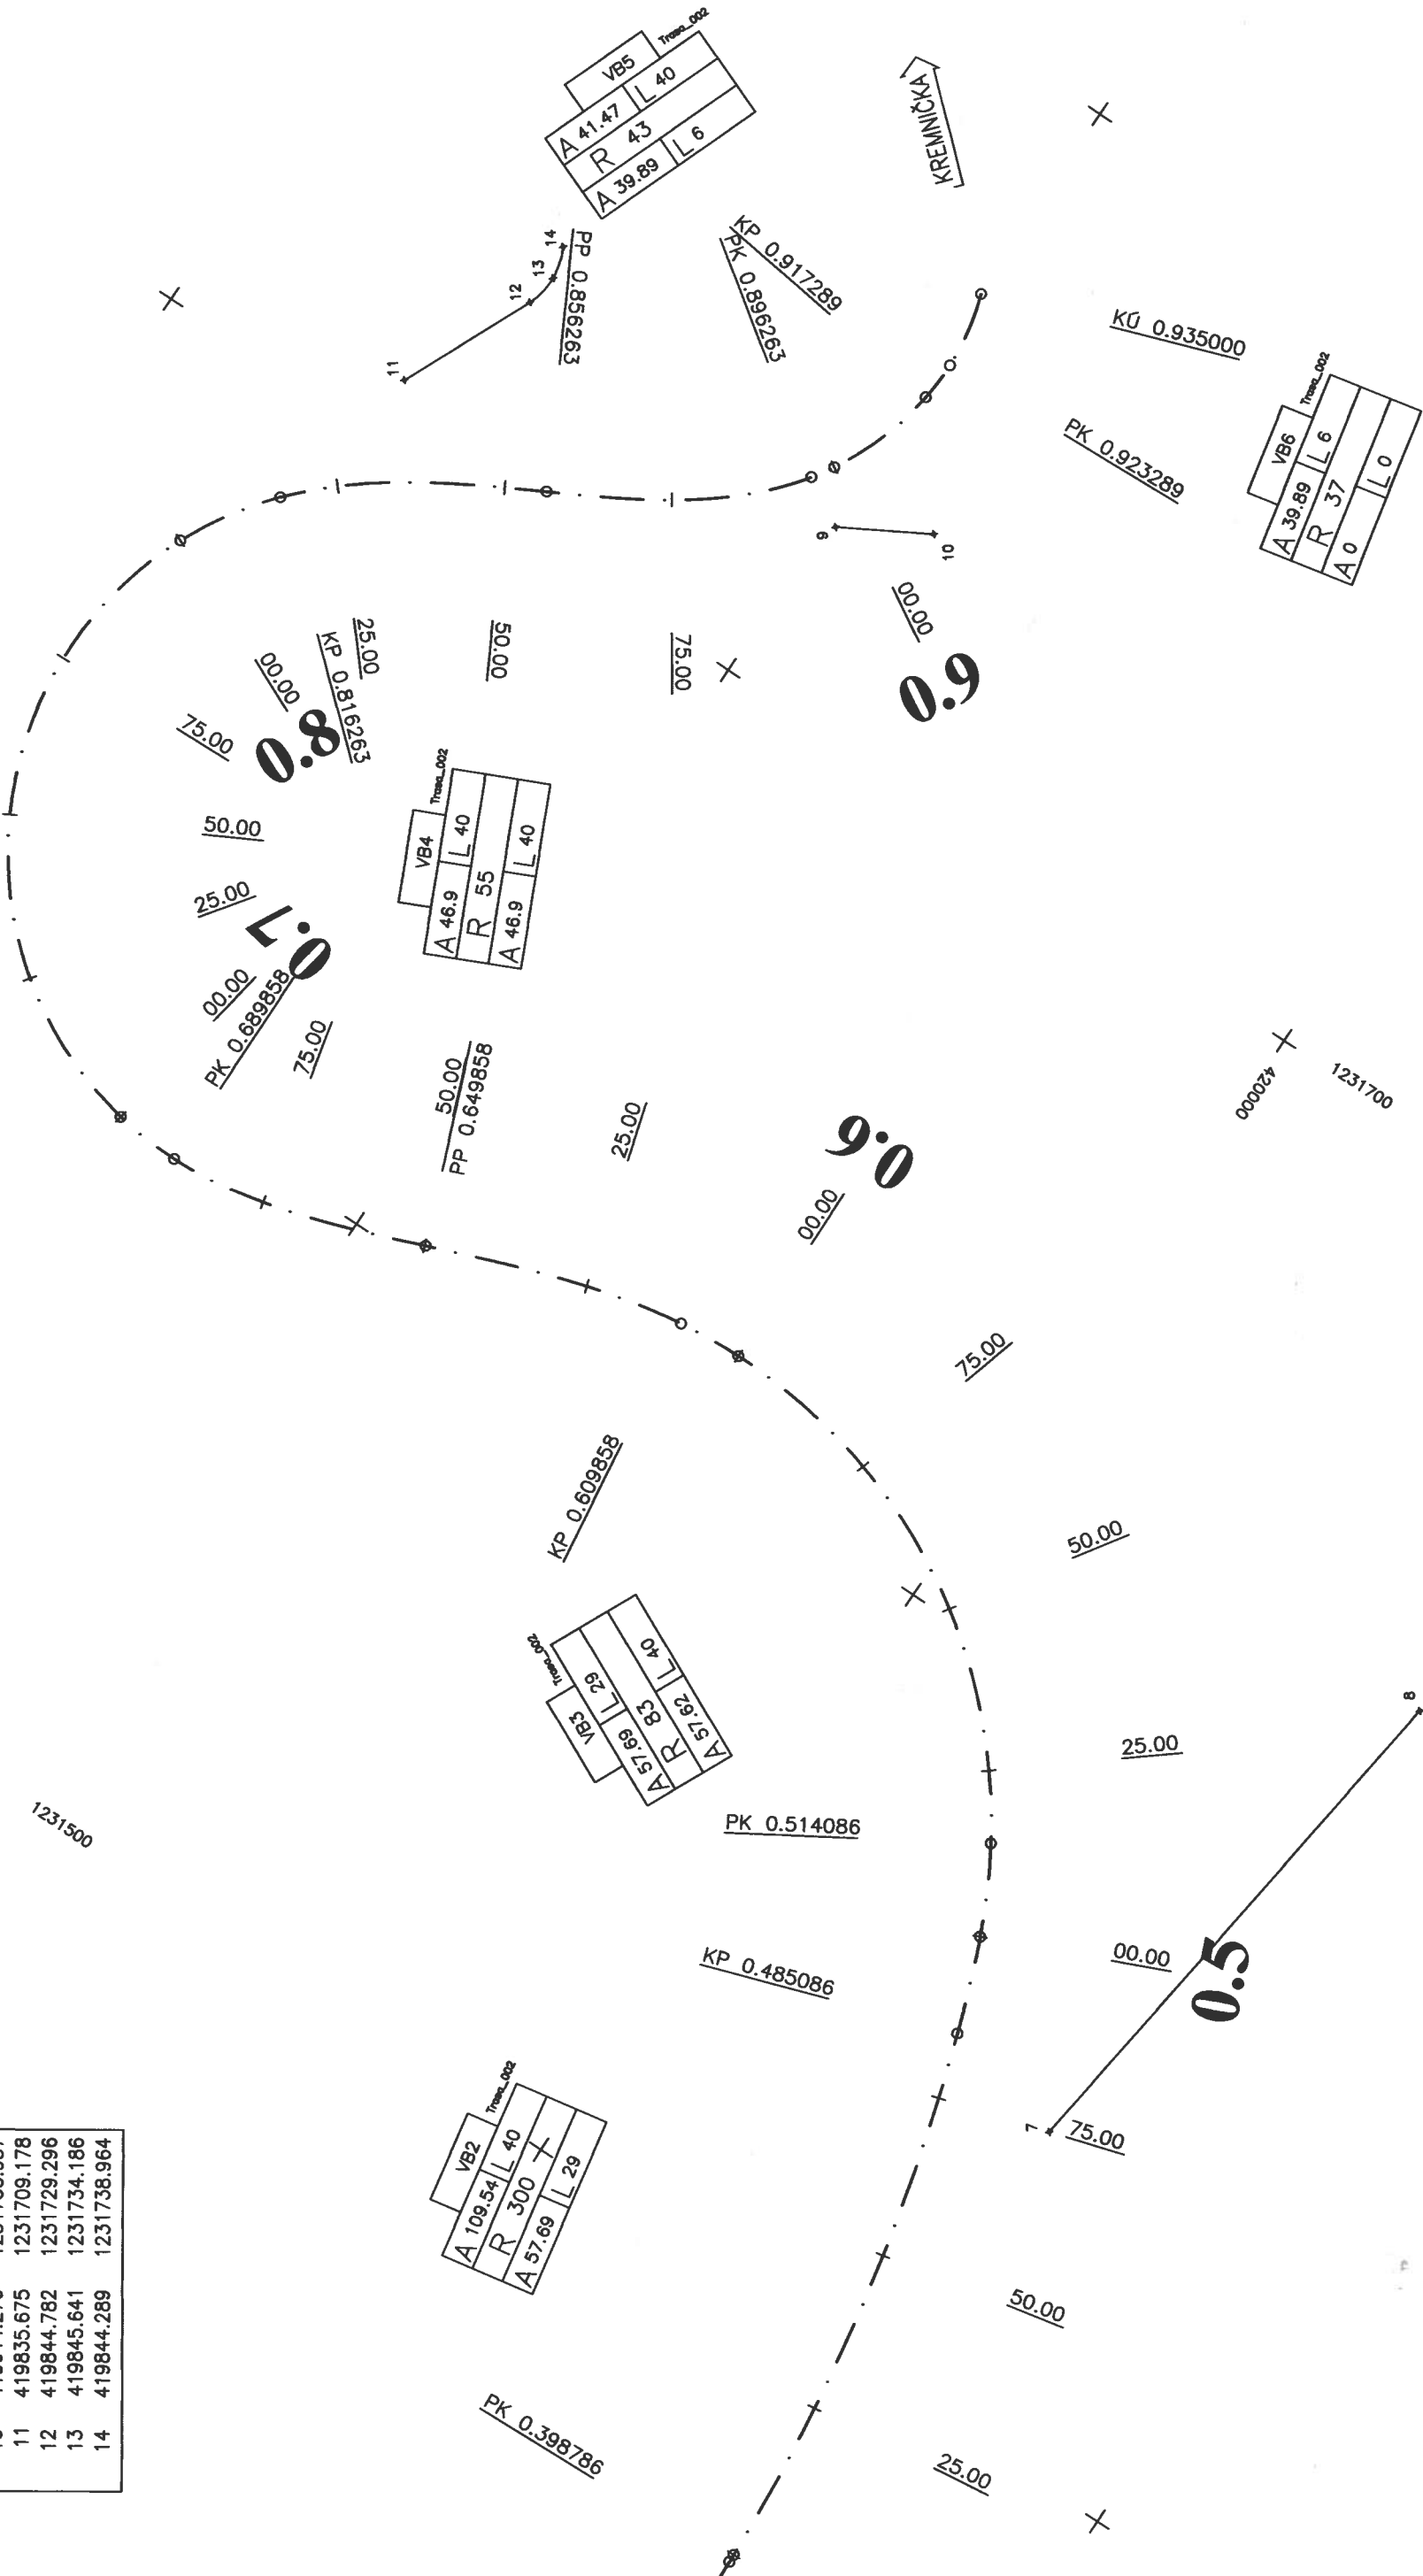 VB5
Trasa_002
A 41.47 L 40
R 43
A 39.89 L 6
KREMNIČKA
11
12
13
14
PP 0.856263
KP 0.917289
PK 0.896263
KÚ 0.935000
PK 0.923289
VB6
Trasa_002
A 39.89 L 6
R 37
A 0 L 0
9
10
00.00
0.9
75.00
50.00
25.00
KP 0.816263
00.00
0.8
75.00
50.00
25.00
0.7
00.00
PK 0.689858
75.00
VB4
Trasa_002
A 46.9 L 40
R 55
A 46.9 L 40
50.00
PP 0.649858
25.00
0.6
00.00
420000
1231700
75.00
KP 0.609858
50.00
VB3
Trasa_002
A 57.69 L 29
R 83
A 57.62 L 40
8
25.00
PK 0.514086
1231500
00.00
0.5
KP 0.485086
7
75.00
VB2
Trasa_002
A 109.54 L 40
R 300
A 57.69 L 29
50.00
PK 0.398786
25.00
11 419835.675 1231709.178
12 419844.782 1231729.296
13 419845.641 1231734.186
14 419844.289 1231738.964